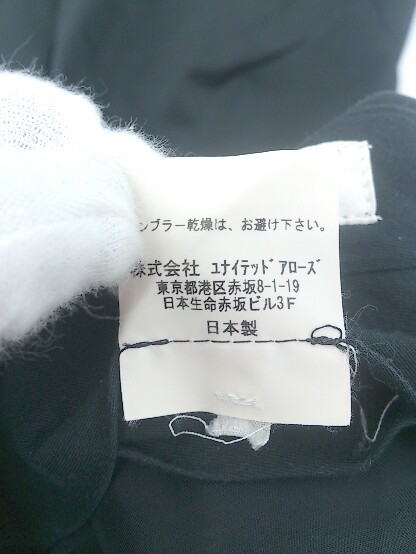 ンブラー乾燥は、お避け下さい。
株式会社 ユナイテッドアローズ
東京都港区赤坂8-1-19
日本生命赤坂ビル3F
日本製